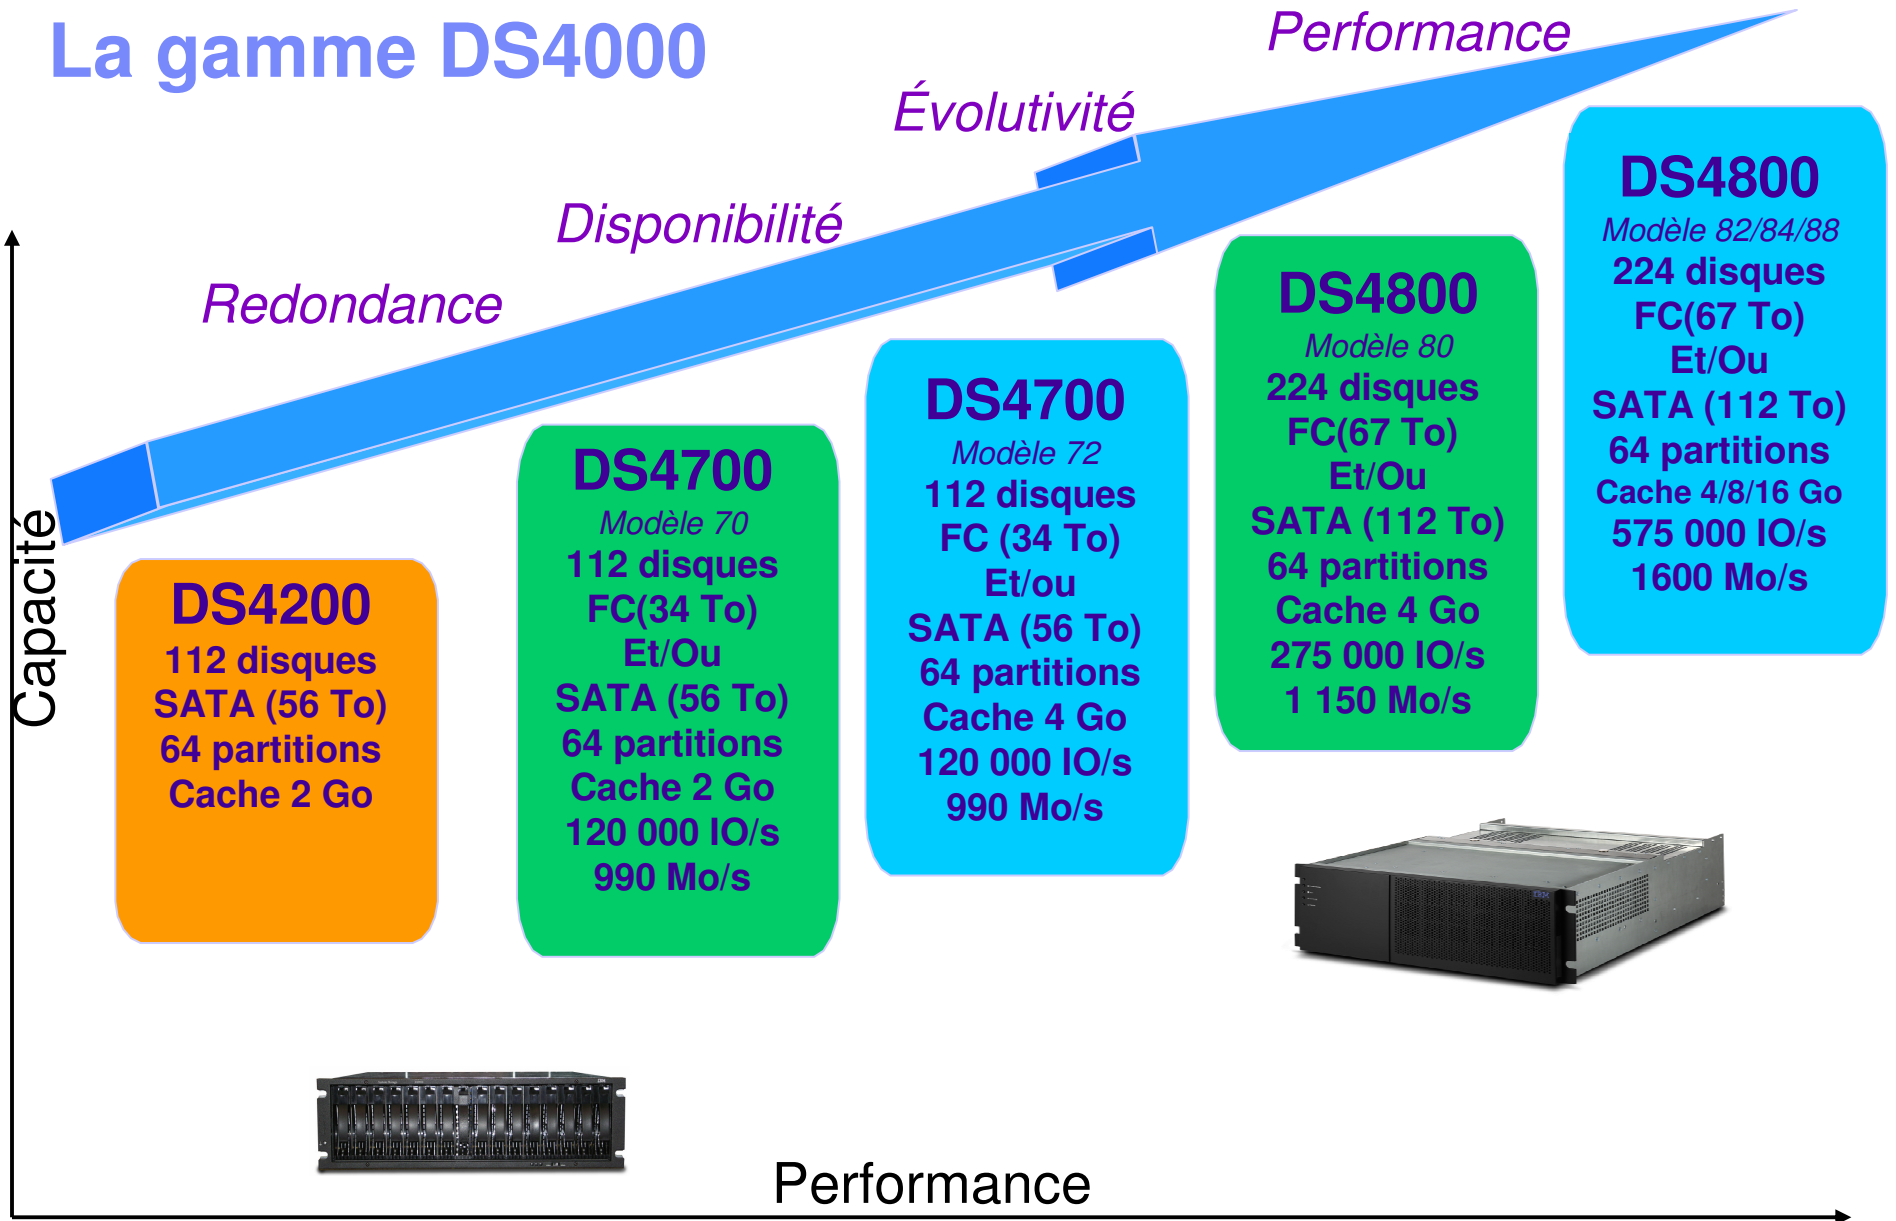 La gamme DS4000
Performance
Évolutivité
Disponibilité
Redondance
Capacité
DS4200
112 disques
SATA (56 To)
64 partitions
Cache 2 Go
DS4700
Modèle 70
112 disques
FC(34 To)
Et/Ou
SATA (56 To)
64 partitions
Cache 2 Go
120 000 IO/s
990 Mo/s
DS4700
Modèle 72
112 disques
FC (34 To)
Et/ou
SATA (56 To)
64 partitions
Cache 4 Go
120 000 IO/s
990 Mo/s
DS4800
Modèle 80
224 disques
FC(67 To)
Et/Ou
SATA (112 To)
64 partitions
Cache 4 Go
275 000 IO/s
1 150 Mo/s
DS4800
Modèle 82/84/88
224 disques
FC(67 To)
Et/Ou
SATA (112 To)
64 partitions
Cache 4/8/16 Go
575 000 IO/s
1600 Mo/s
IBM
Performance